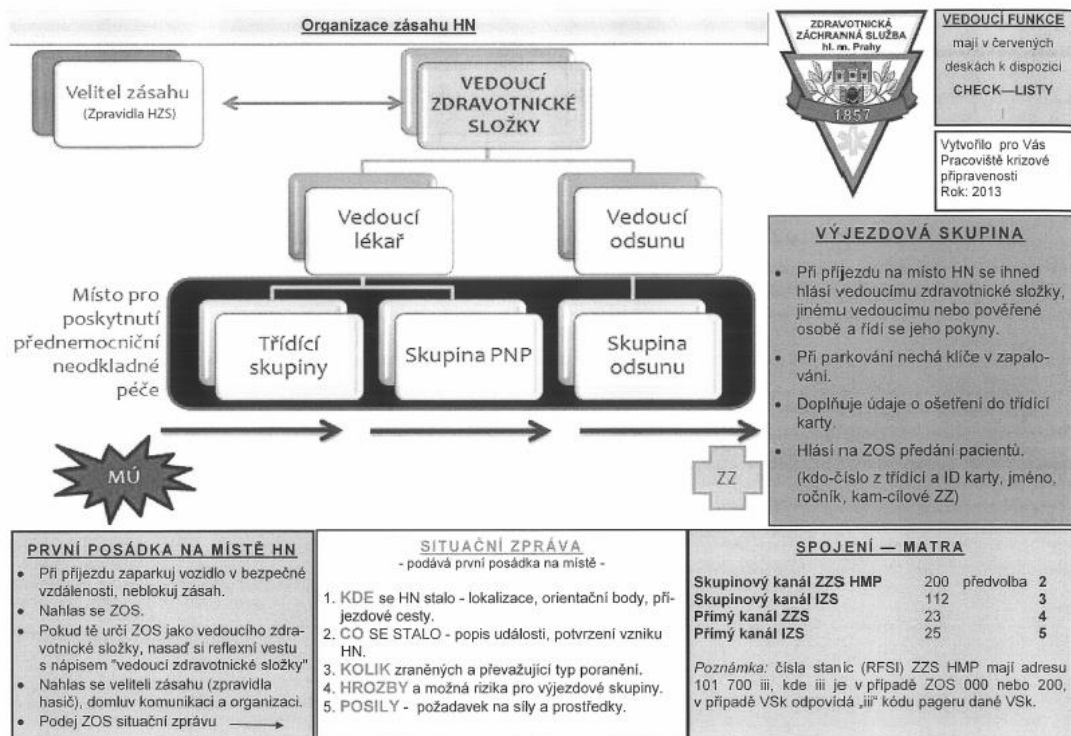 Organizace zásahu HN
Velitel zásahu
(Zpravidla HZS)
VEDOUCÍ
ZDRAVOTNICKÉ
SLOŽKY
ZDRAVOTNICKÁ
ZÁCHRANNÁ SLUŽBA
hl. m. Prahy
1857
VEDOUCÍ FUNKCE
mají v červených
deskách k dispozici
CHECK—LISTY
Vytvořilo pro Vás
Pracoviště krizové
připravenosti
Rok: 2013
Vedoucí
lékař
Vedoucí
odsunu
Místo pro
poskytnutí
přednemocniční
neodkladné
péče
Třídící
skupiny
Skupina PNP
Skupina
odsunu
MÚ
ZZ
VÝJEZDOVÁ SKUPINA
• Při příjezdu na místo HN se ihned
hlásí vedoucímu zdravotnické složky,
jinému vedoucímu nebo pověřené
osobě a řídí se jeho pokyny.
• Při parkování nechá klíče v zapalo-
vání.
• Doplňuje údaje o ošetření do třídící
karty.
• Hlásí na ZOS předání pacientů.
(kdo-číslo z třídící a ID karty, jméno,
ročník, kam-cílové ZZ)
PRVNÍ POSÁDKA NA MÍSTĚ HN
• Při příjezdu zaparkuj vozidlo v bezpečné
vzdálenosti, neblokuj zásah.
• Nahlas se ZOS.
• Pokud tě určí ZOS jako vedoucího zdra-
votnické složky, nasaď si reflexní vestu
s nápisem "vedoucí zdravotnické složky"
• Nahlas se veliteli zásahu (zpravidla
hasič), domluv komunikaci a organizaci.
• Podej ZOS situační zprávu
SITUAČNÍ ZPRÁVA
- podává první posádka na místě -
1. KDE se HN stalo - lokalizace, orientační body, pří-
jezdové cesty.
2. CO SE STALO - popis události, potvrzení vzniku
HN.
3. KOLIK zraněných a převažující typ poranění.
4. HROZBY a možná rizika pro výjezdové skupiny.
5. POSILY - požadavek na síly a prostředky.
SPOJENÍ — MATRA
Skupinový kanál ZZS HMP 200 předvolba 2
Skupinový kanál IZS 112 3
Přímý kanál ZZS 23 4
Přímý kanál IZS 25 5
Poznámka: čísla stanic (RFSI) ZZS HMP mají adresu
101 700 iii, kde iii je v případě ZOS 000 nebo 200,
v případě VSk odpovídá „iii" kódu pageru dané VSk.